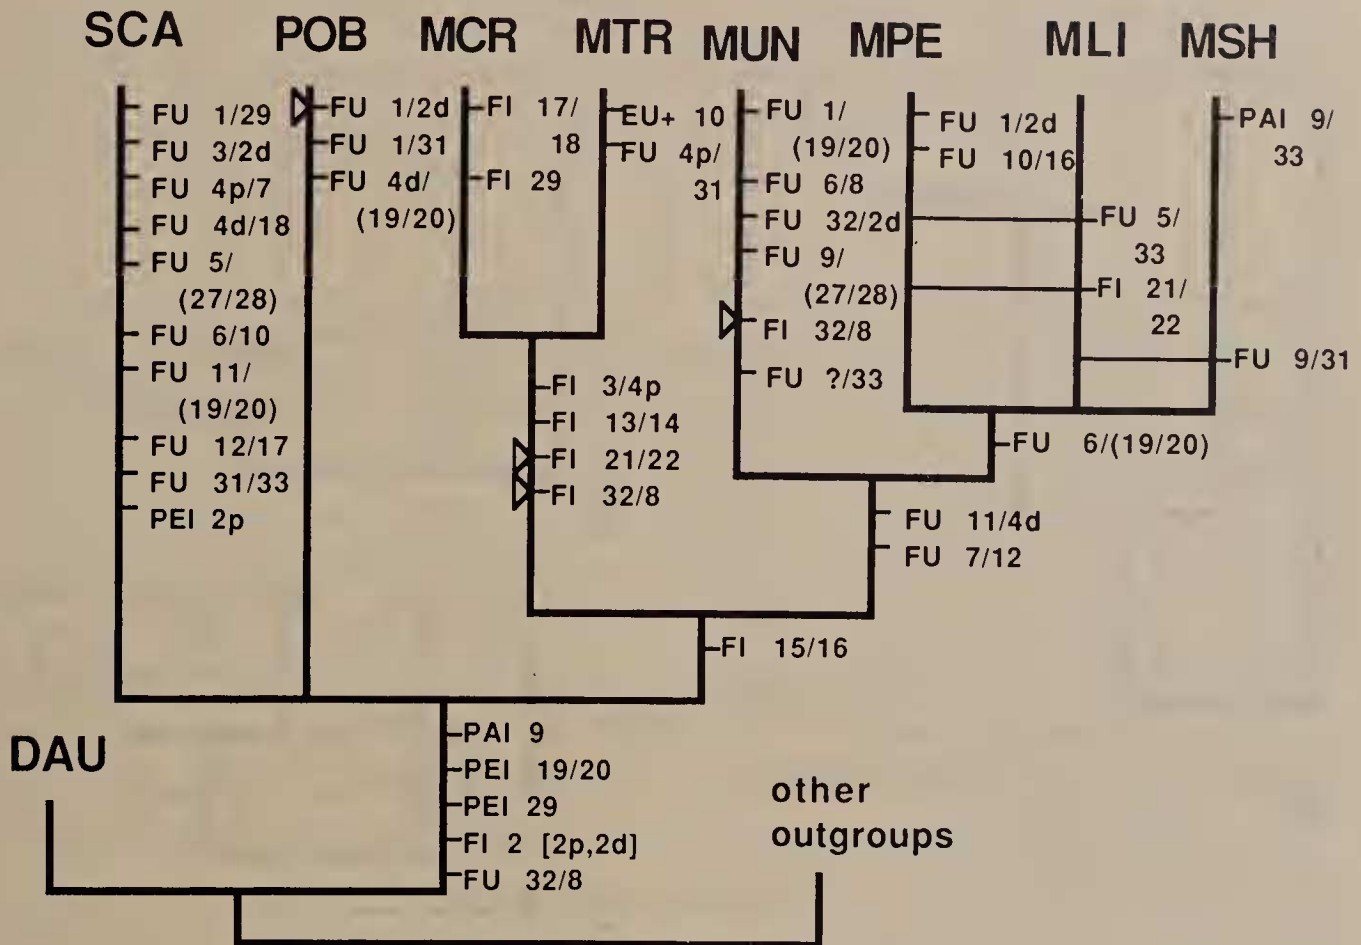 SCA POB MCR MTR MUN MPE MLI MSH
FU 1/29
FU 3/2d
FU 4p/7
FU 4d/18
FU 5/
(27/28)
FU 6/10
FU 11/
(19/20)
FU 12/17
FU 31/33
PEI 2p
FU 1/2d
FU 1/31
FU 4d/
(19/20)
FI 17/
18
FI 29
EU+ 10
FU 4p/
31
FI 3/4p
FI 13/14
FI 21/22
FI 32/8
FU 1/
(19/20)
FU 6/8
FU 32/2d
FU 9/
(27/28)
FI 32/8
FU ?/33
FU 1/2d
FU 10/16
FU 5/
33
FI 21/
22
PAI 9/
33
FU 9/31
FU 6/(19/20)
FU 11/4d
FU 7/12
FI 15/16
PAI 9
PEI 19/20
PEI 29
FI 2 [2p,2d]
FU 32/8
DAU
other
outgroups